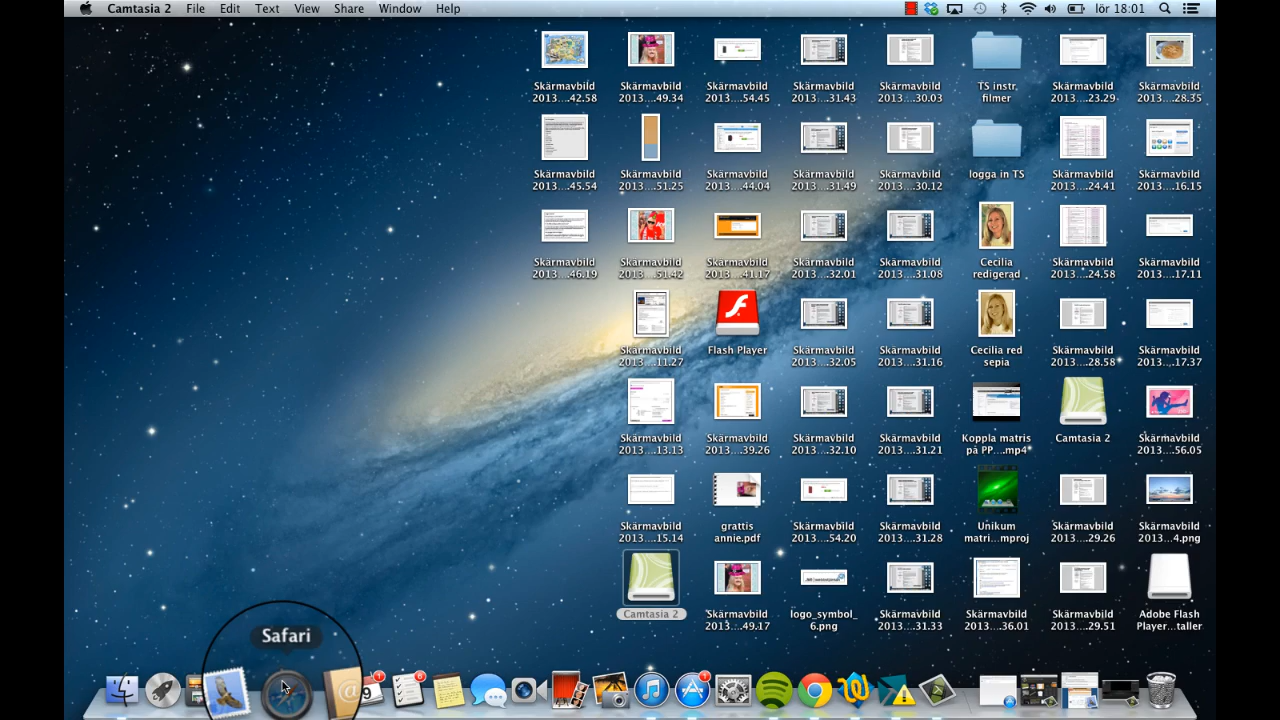 Camtasia 2 File Edit Text View Share Window Help lör 18:01
Skärmavbild Skärmavbild Skärmavbild Skärmavbild Skärmavbild TS instr. Skärmavbild Skärmavbild
2013....42.58 2013....49.34 2013....54.45 2013....31.43 2013....30.03 filmer 2013....23.29 2013....28.35
Skärmavbild Skärmavbild Skärmavbild Skärmavbild Skärmavbild logga in TS Skärmavbild Skärmavbild
2013....45.54 2013....51.25 2013....44.04 2013....31.49 2013....30.12 2013....24.41 2013....16.15
Skärmavbild Skärmavbild Skärmavbild Skärmavbild Skärmavbild Cecilia Skärmavbild Skärmavbild
2013....46.19 2013....51.42 2013....41.17 2013....32.01 2013....31.08 redigerad 2013....24.58 2013....17.11
Skärmavbild Flash Player Skärmavbild Skärmavbild Cecilia red Skärmavbild Skärmavbild
2013....11.27 2013....32.05 2013....31.16 sepia 2013....28.58 2013....17.37
Skärmavbild Skärmavbild Skärmavbild Skärmavbild Koppla matris Camtasia 2 Skärmavbild
2013....13.13 2013....39.26 2013....32.10 2013....31.21 på PP...mp4 2013....56.05
Skärmavbild grattis Skärmavbild Skärmavbild Unikum Skärmavbild Skärmavbild
2013....15.14 annie.pdf 2013....54.20 2013....31.28 matri...mproj 2013....29.26 2013...4.png
Camtasia 2 Skärmavbild logo_symbol_ Skärmavbild Skärmavbild Skärmavbild Adobe Flash
2013....49.17 6.png 2013....31.33 2013....36.01 2013....29.51 Player...taller
Safari